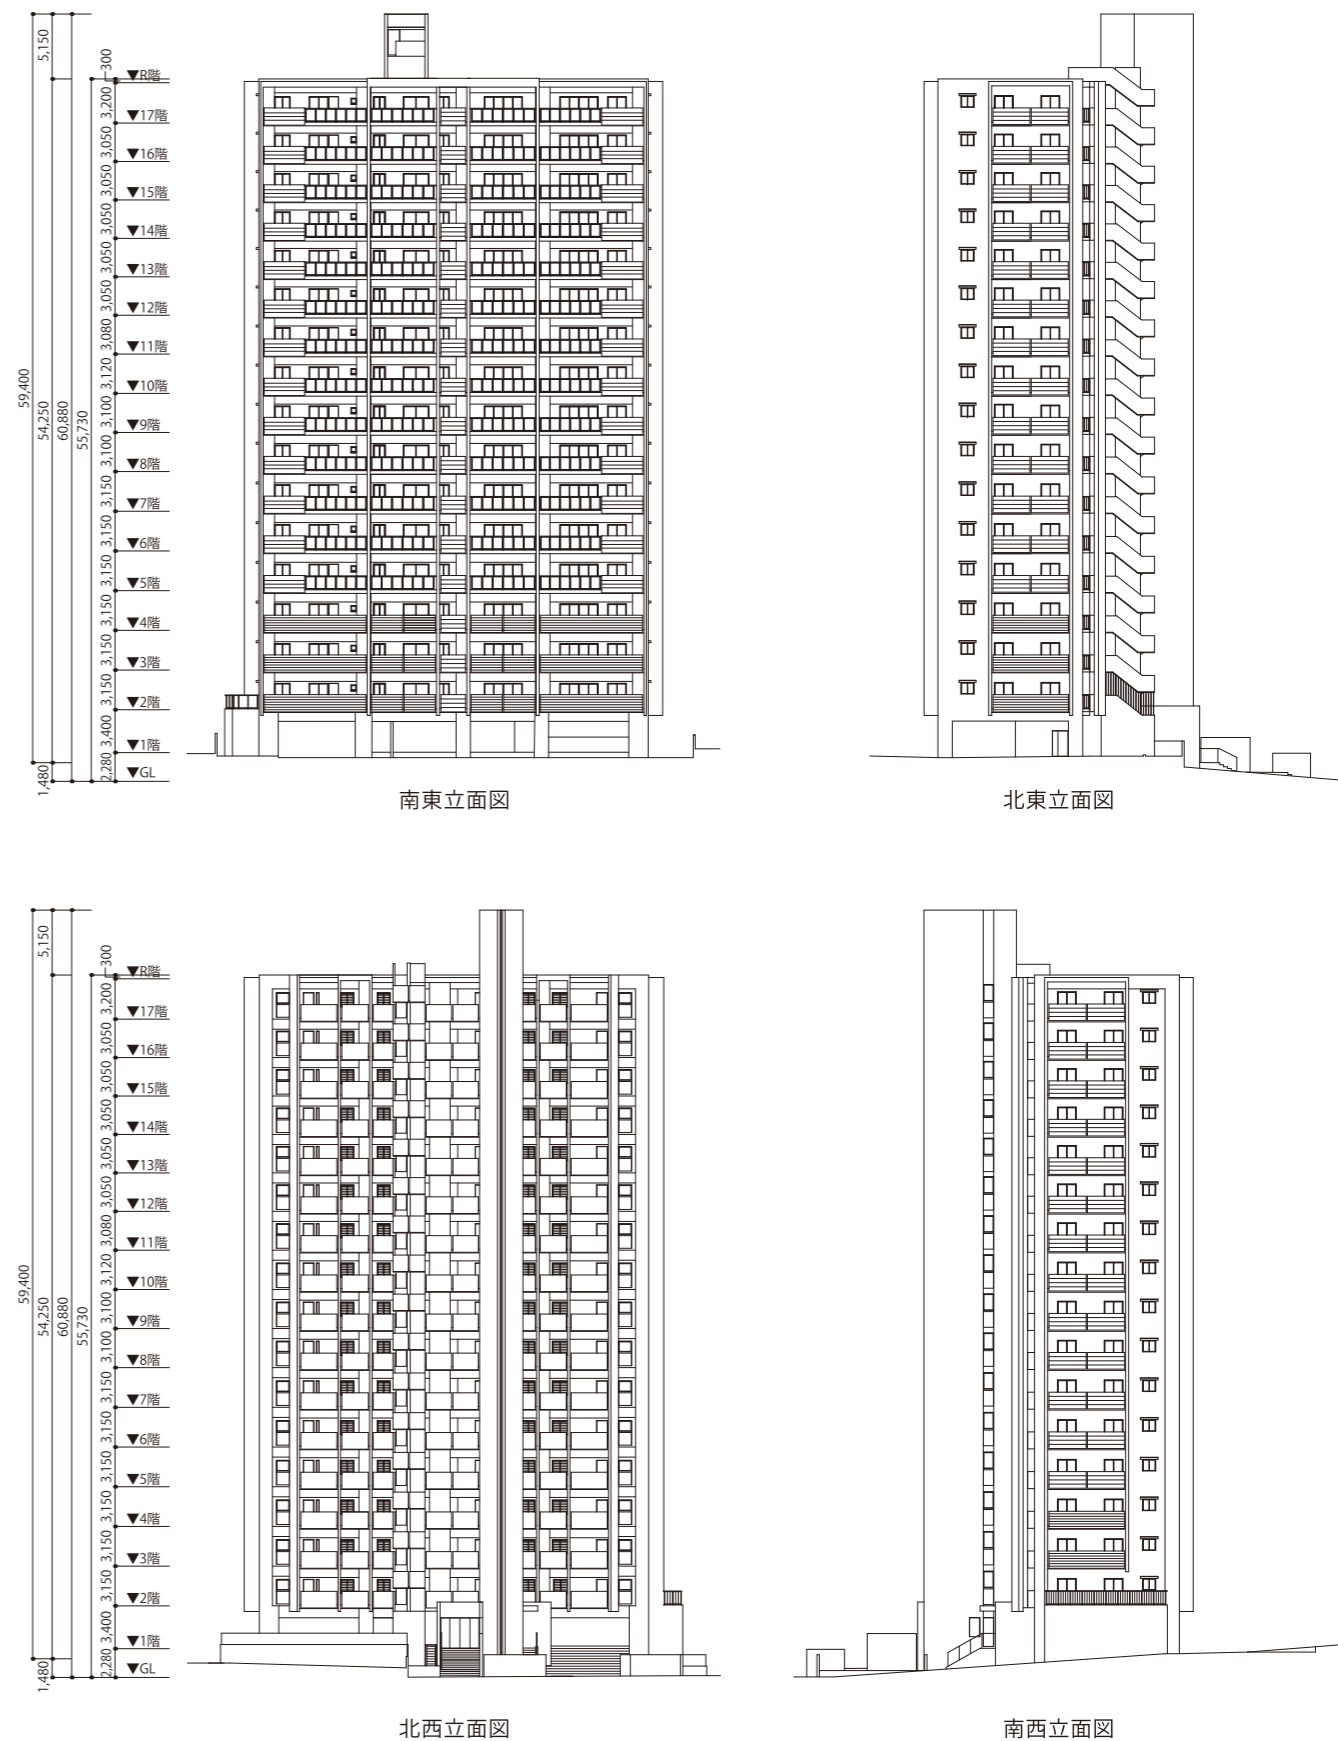 59,400
5,150
54,250
1,480
60,880
55,730
300
3,200
3,050
3,050
3,050
3,050
3,050
3,080
3,120
3,100
3,100
3,150
3,150
3,150
3,150
3,150
3,150
3,400
2,280
▼R階
▼17階
▼16階
▼15階
▼14階
▼13階
▼12階
▼11階
▼10階
▼9階
▼8階
▼7階
▼6階
▼5階
▼4階
▼3階
▼2階
▼1階
▼GL
南東立面図
北東立面図
59,400
5,150
54,250
1,480
60,880
55,730
300
3,200
3,050
3,050
3,050
3,050
3,050
3,080
3,120
3,100
3,100
3,150
3,150
3,150
3,150
3,150
3,150
3,400
2,280
▼R階
▼17階
▼16階
▼15階
▼14階
▼13階
▼12階
▼11階
▼10階
▼9階
▼8階
▼7階
▼6階
▼5階
▼4階
▼3階
▼2階
▼1階
▼GL
北西立面図
南西立面図